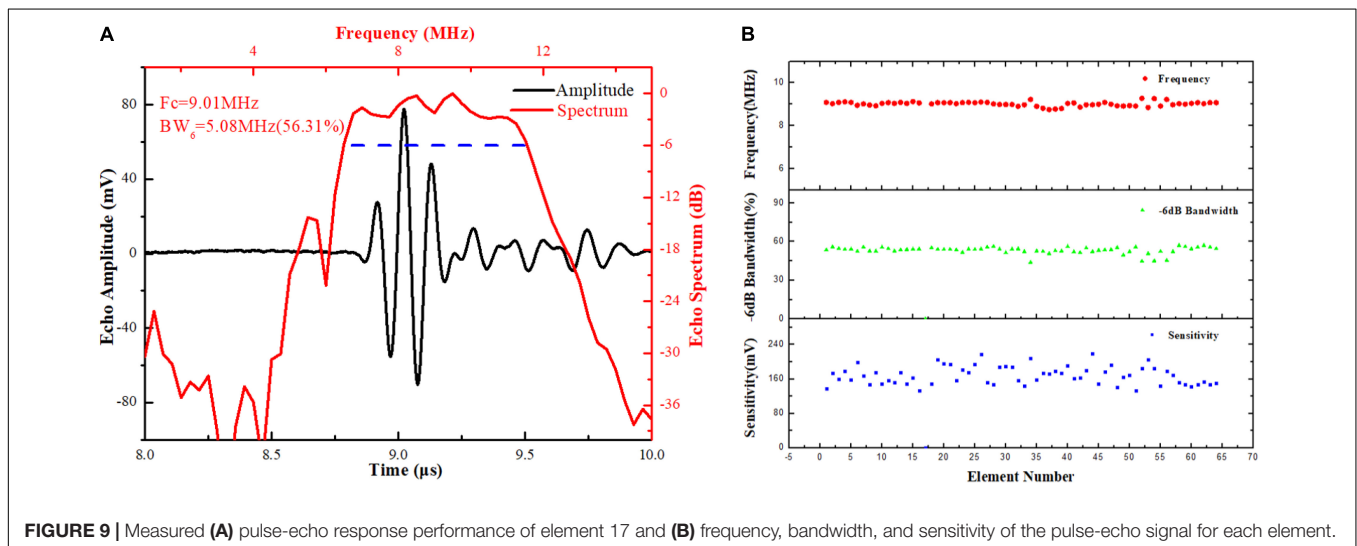 A
Frequency (MHz)
4 8 12
Fc=9.01MHz
BW6=5.08MHz(56.31%)
Amplitude
Spectrum
Echo Amplitude (mV)
80
40
0
-40
-80
Echo Spectrum (dB)
0
-6
-12
-18
-24
-30
-36
8.0 8.5 9.0 9.5 10.0
Time (μs)
B
Frequency(MHz)
10
8
6
5
Frequency
-6dB Bandwidth(%)
90
60
30
0
-6dB Bandwidth
Sensitivity(mV)
240
160
80
0
Sensitivity
-5 0 5 10 15 20 25 30 35 40 45 50 55 60 65 70
Element Number
FIGURE 9 | Measured (A) pulse-echo response performance of element 17 and (B) frequency, bandwidth, and sensitivity of the pulse-echo signal for each element.